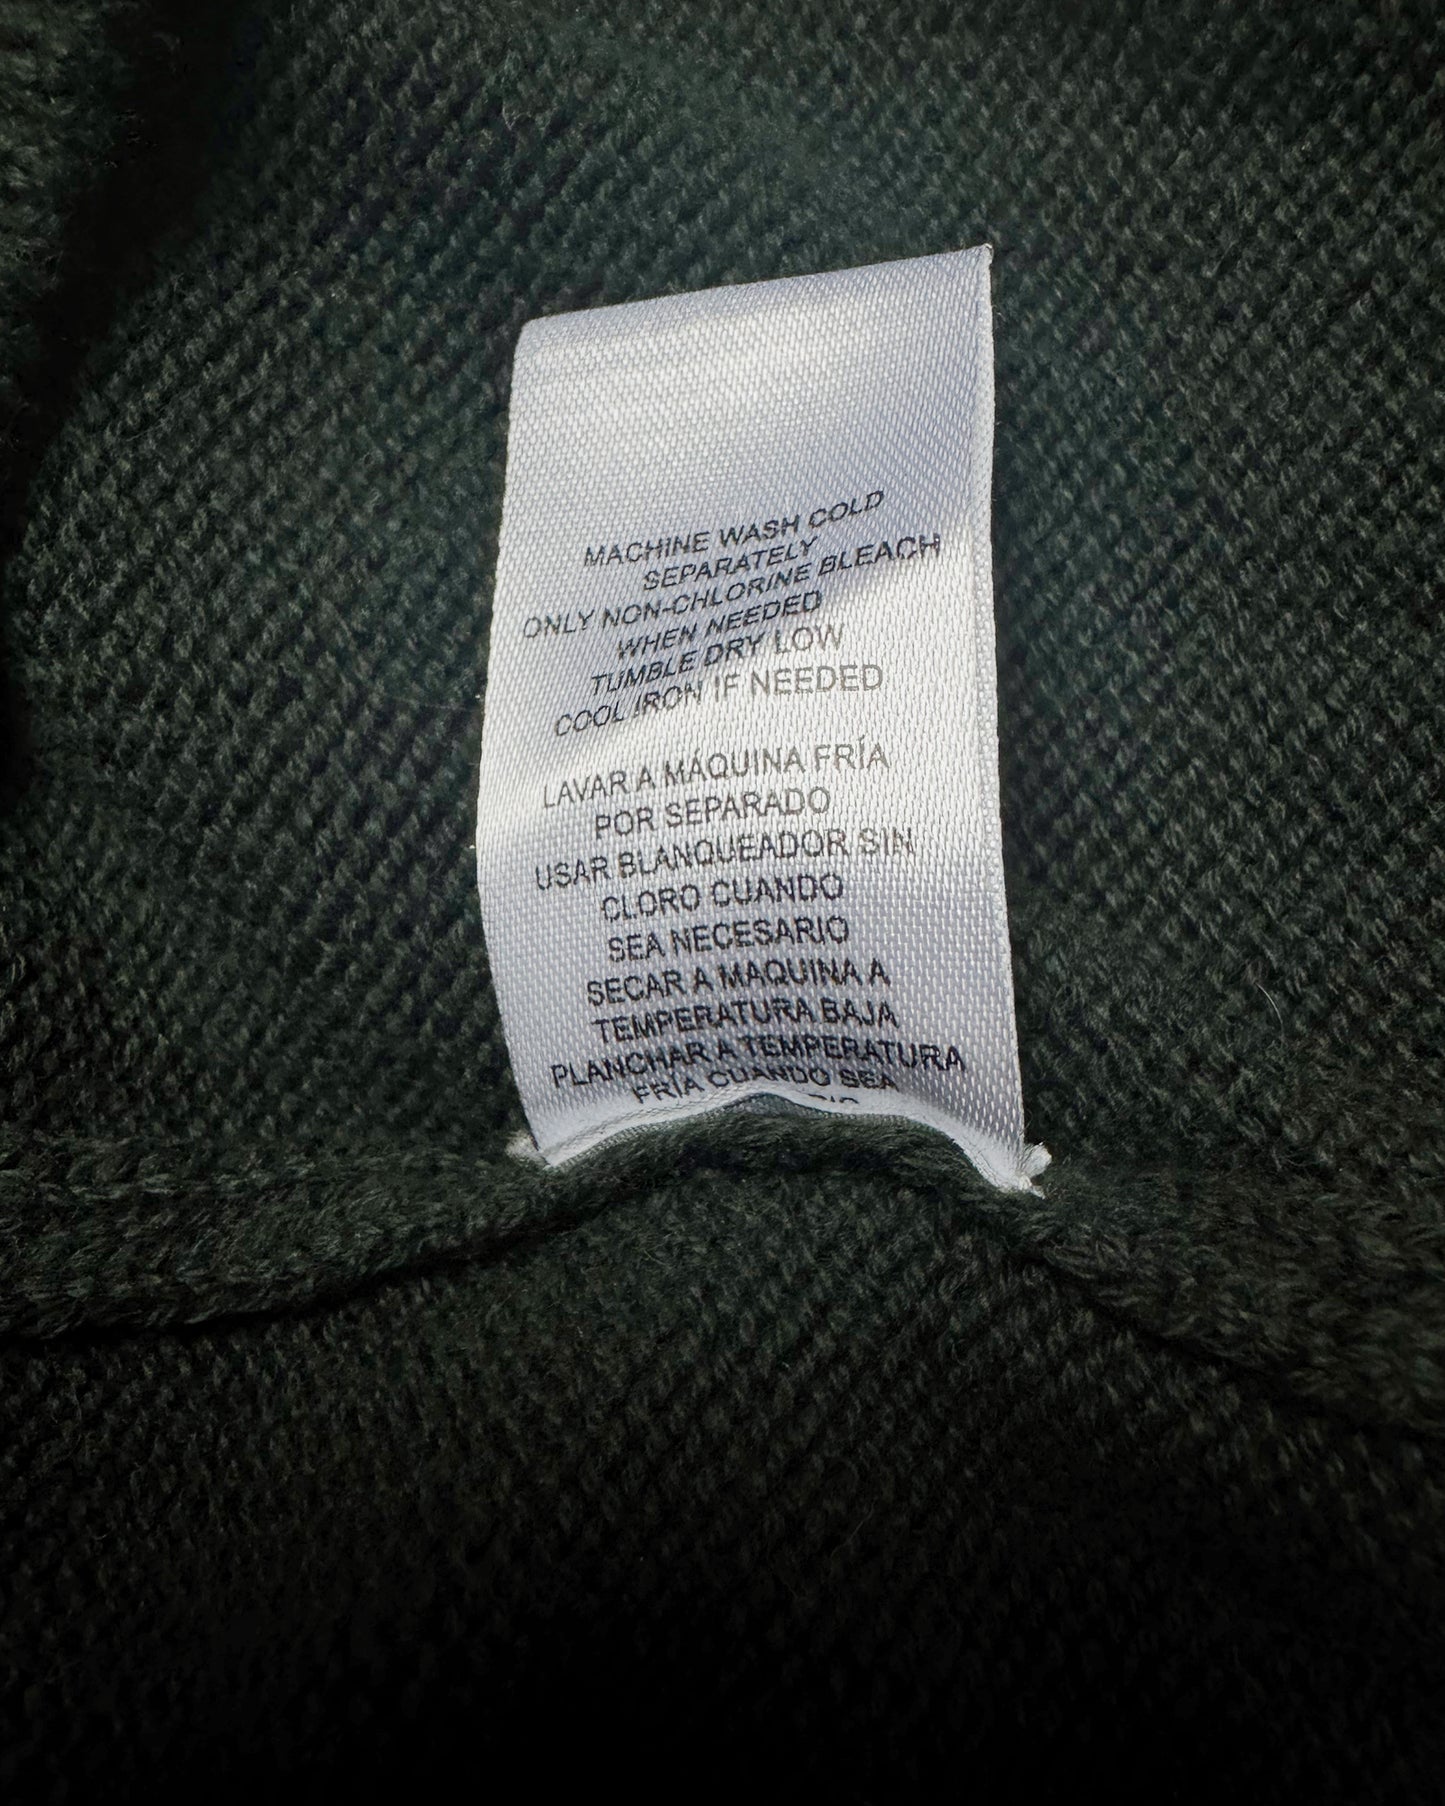 MACHINE WASH COLD
SEPARATELY
ONLY NON-CHLORINE BLEACH
WHEN NEEDED
TUMBLE DRY LOW
COOL IRON IF NEEDED
LAVAR A MÁQUINA FRÍA
POR SEPARADO
USAR BLANQUEADOR SIN
CLORO CUANDO
SEA NECESARIO
SECAR A MAQUINA A
TEMPERATURA BAJA
PLANCHAR A TEMPERATURA
FRÍA CUANDO SEA